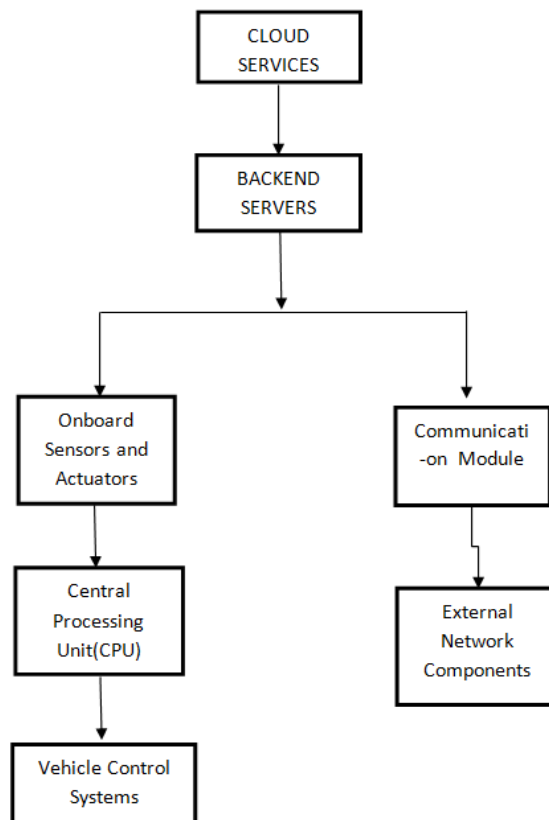 CLOUD
SERVICES
BACKEND
SERVERS
Onboard
Sensors and
Actuators
Communicati
-on Module
Central
Processing
Unit(CPU)
External
Network
Components
Vehicle Control
Systems